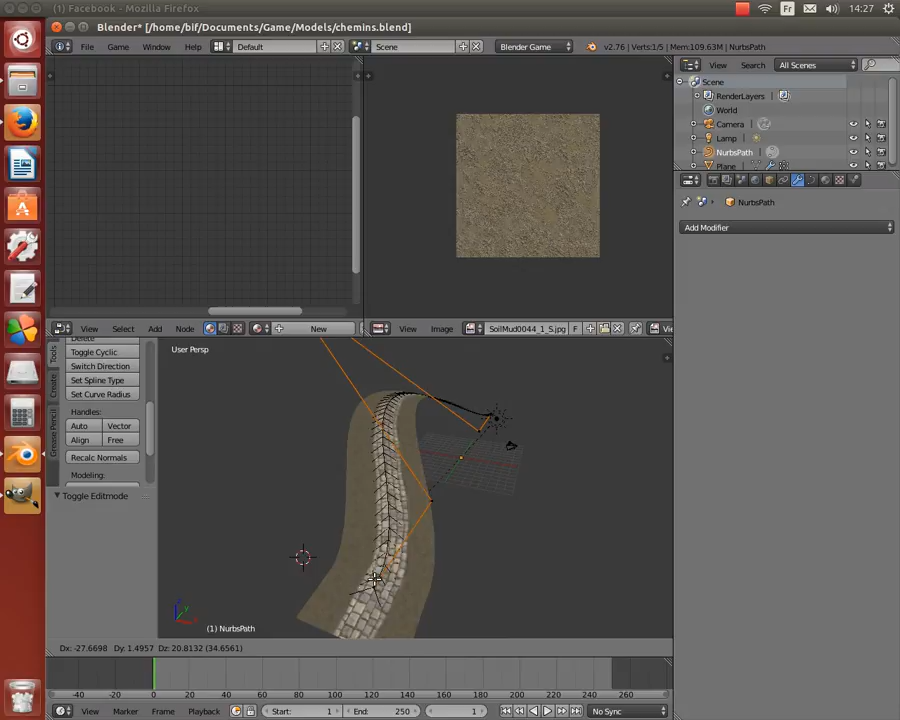 (1) Facebook - Mozilla Firefox
Fr
14:27
Blender* [/home/bif/Documents/Game/Models/chemins.blend]
File Game Window Help
Default
Scene
Blender Game
v2.76 | Verts:1/5 | Mem:109.63M | NurbsPath
View Search All Scenes
Scene
RenderLayers
World
Camera
Lamp
NurbsPath
Plane
NurbsPath
Add Modifier
View Select Add Node
New
View Image
SoilMud0044_1_S.jpg
F
Tools
Create
Grease Pencil
Delete
Toggle Cyclic
Switch Direction
Set Spline Type
Set Curve Radius
Handles:
Auto Vector
Align Free
Recalc Normals
Modeling:
Toggle Editmode
User Persp
(1) NurbsPath
Dx: -27.6698 Dy: 1.4957 Dz: 20.8132 (34.6561)
-40 -20 0 20 40 60 80 100 120 140 160 180 200 220 240 260
View Marker Frame Playback
Start: 1
End: 250
1
No Sync